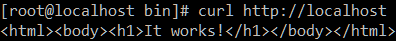 [root@localhost bin]# curl http://localhost
<html><body><h1>It works!</h1></body></html>